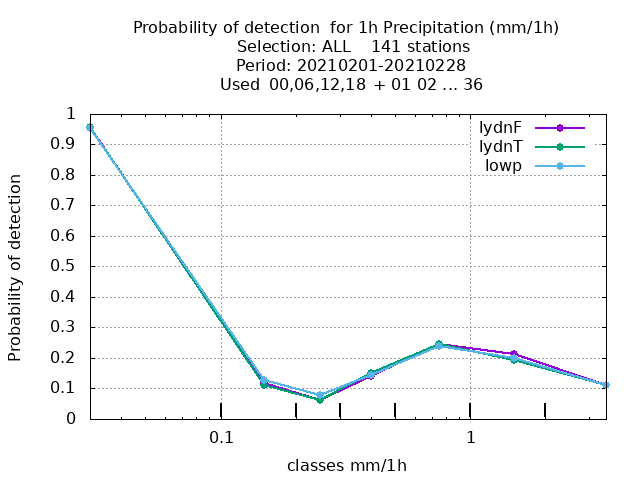 Probability of detection  for 1h Precipitation (mm/1h)
Selection: ALL    141 stations
Period: 20210201-20210228
Used  00,06,12,18  + 01 02 ... 36
lydnF
lydnT
lowp
1
0.9
0.8
0.7
0.6
0.5
0.4
0.3
0.2
0.1
0
Probability of detection
0.1
1
classes mm/1h